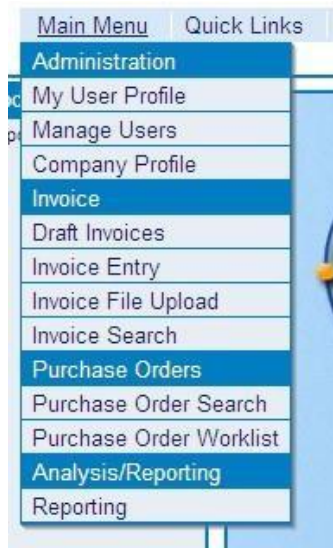 Main Menu Quick Links
Administration
My User Profile
Manage Users
Company Profile
Invoice
Draft Invoices
Invoice Entry
Invoice File Upload
Invoice Search
Purchase Orders
Purchase Order Search
Purchase Order Worklist
Analysis/Reporting
Reporting